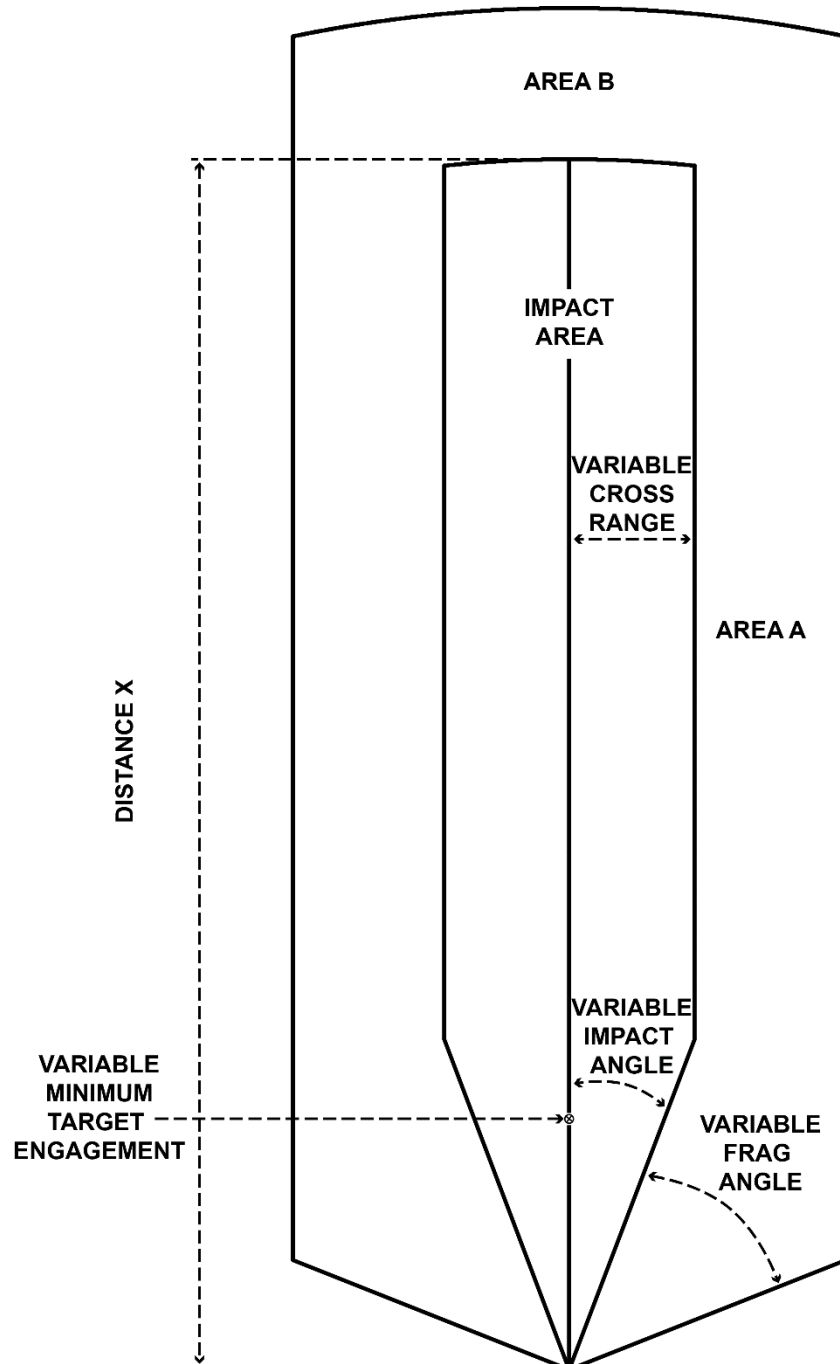 AREA B
IMPACT
AREA
VARIABLE
CROSS
RANGE
AREA A
DISTANCE X
VARIABLE
IMPACT
ANGLE
VARIABLE
MINIMUM
TARGET
ENGAGEMENT
VARIABLE
FRAG
ANGLE